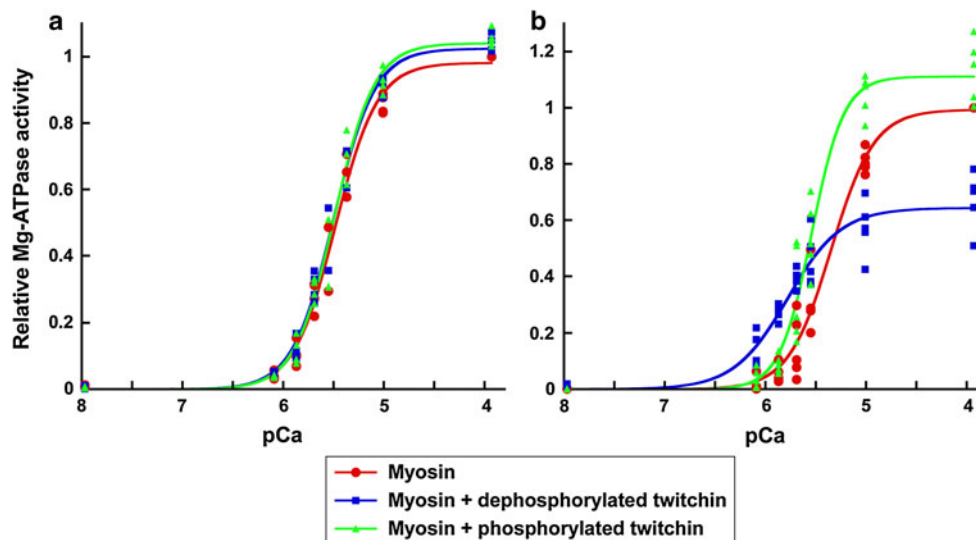 a
b
Relative Mg-ATPase activity
1
0.8
0.6
0.4
0.2
0
8
7
6
5
4
pCa
1.2
1
0.8
0.6
0.4
0.2
0
8
7
6
5
4
pCa
Myosin
Myosin + dephosphorylated twitchin
Myosin + phosphorylated twitchin